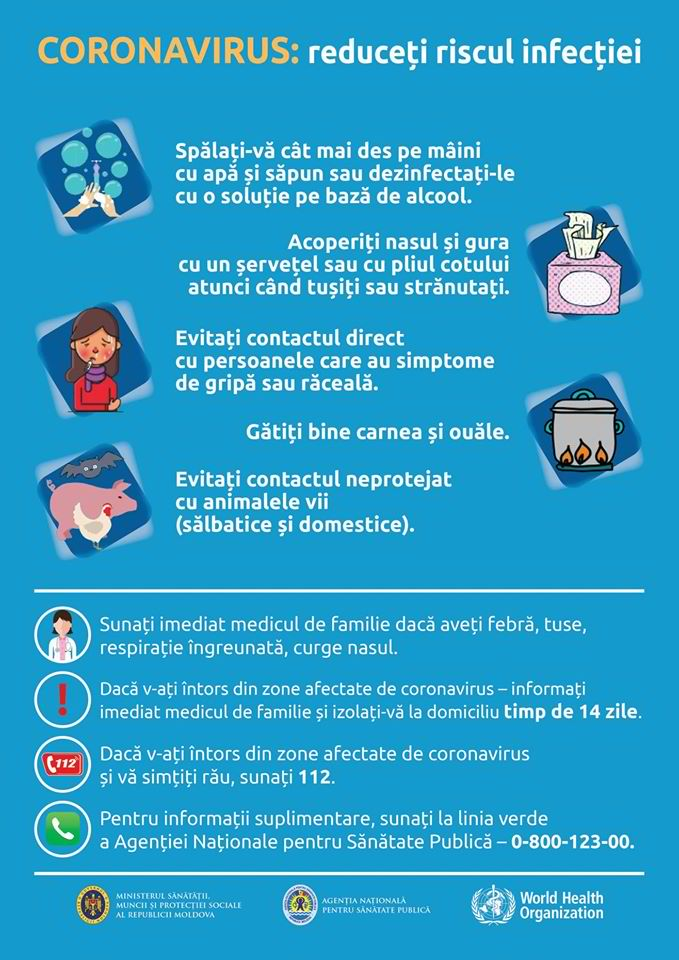 CORONAVIRUS: reduceți riscul infecției
Spălați-vă cât mai des pe mâini
cu apă și săpun sau dezinfectați-le
cu o soluție pe bază de alcool.
Acoperiți nasul și gura
cu un șervețel sau cu pliul cotului
atunci când tușiți sau strănutați.
Evitați contactul direct
cu persoanele care au simptome
de gripă sau răceală.
Gătiți bine carnea și ouăle.
Evitați contactul neprotejat
cu animalele vii
(sălbatice și domestice).
Sunați imediat medicul de familie dacă aveți febră, tuse,
respirație îngreunată, curge nasul.
Dacă v-ați întors din zone afectate de coronavirus – informați
imediat medicul de familie și izolați-vă la domiciliu timp de 14 zile.
112
Dacă v-ați întors din zone afectate de coronavirus
și vă simțiți rău, sunați 112.
Pentru informații suplimentare, sunați la linia verde
a Agenției Naționale pentru Sănătate Publică – 0-800-123-00.
MINISTERUL SĂNĂTĂȚII,
MUNCII ȘI PROTECȚIEI SOCIALE
AL REPUBLICII MOLDOVA
AGENȚIA NAȚIONALĂ
PENTRU SĂNĂTATE PUBLICĂ
World Health
Organization